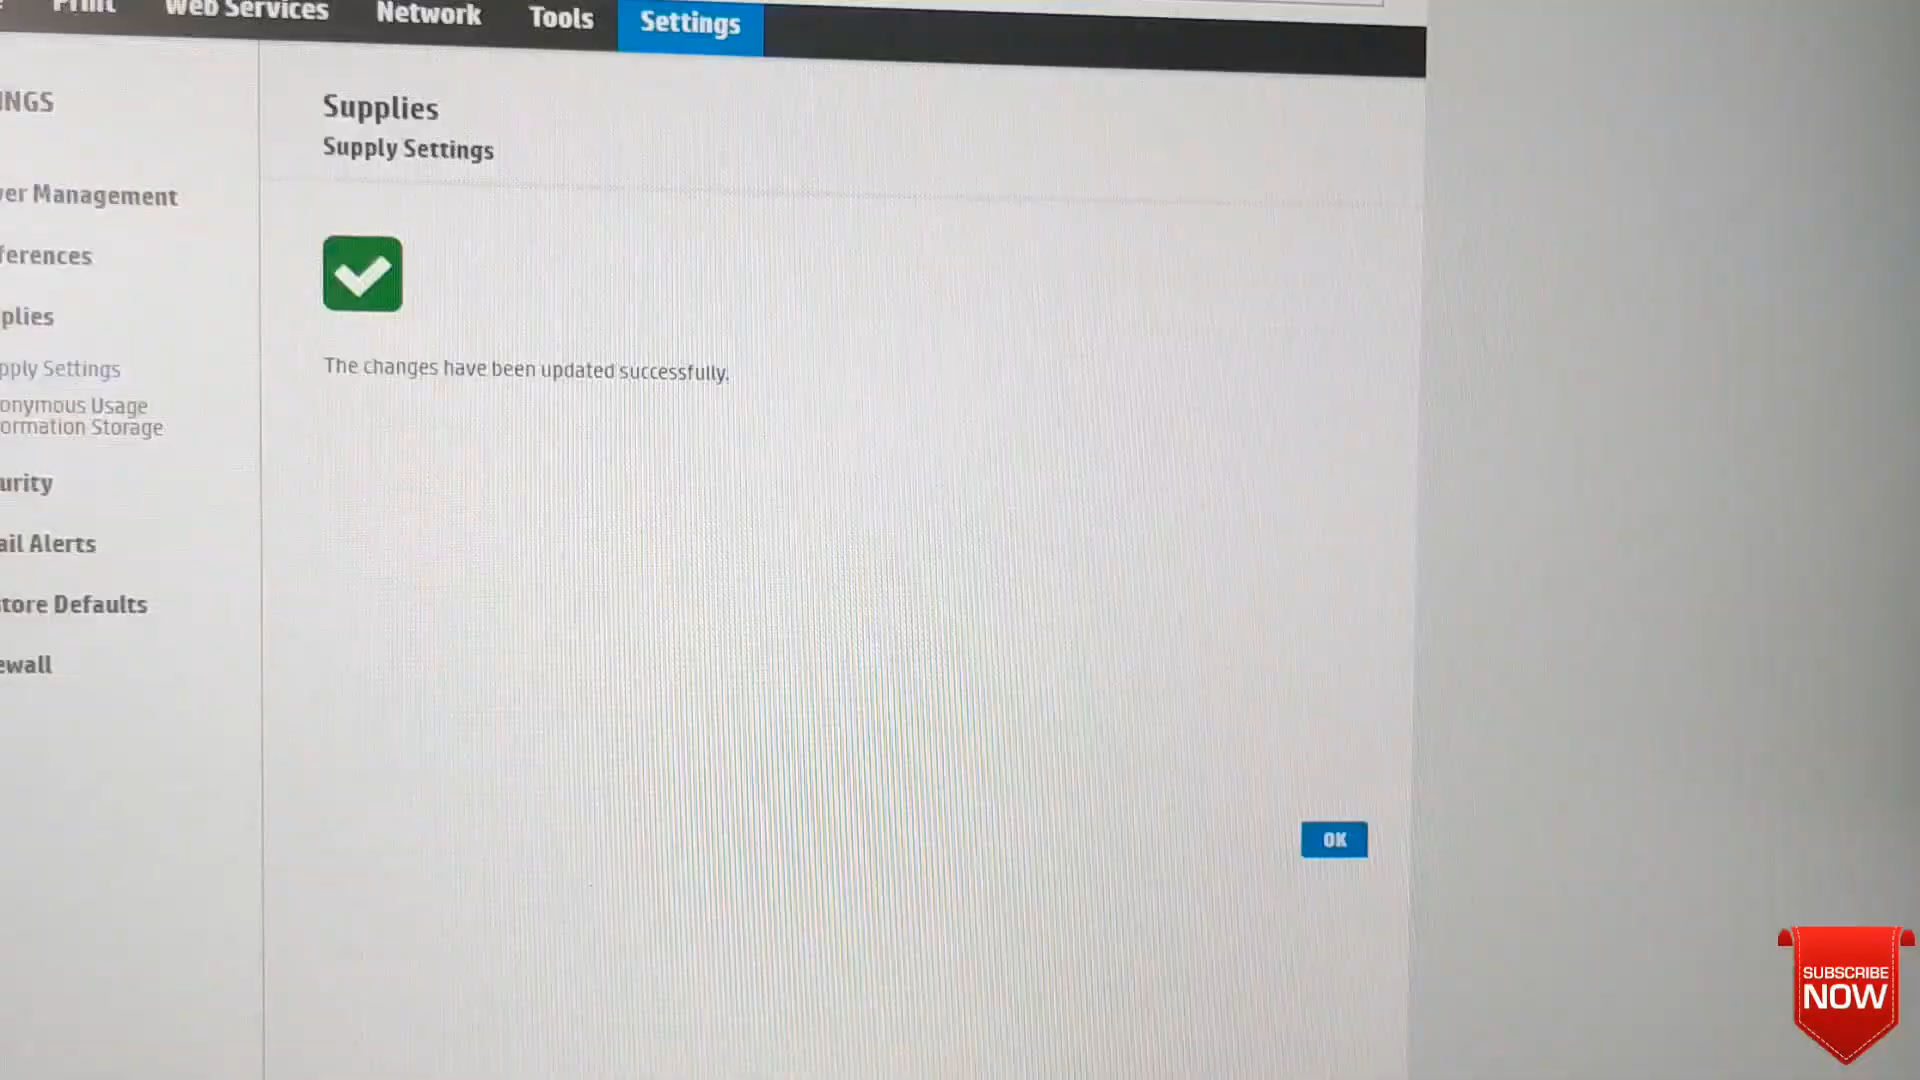 Print
Web Services
Network
Tools
Settings
INGS
er Management
ferences
plies
pply Settings
onymous Usage
ormation Storage
urity
ail Alerts
tore Defaults
ewall
Supplies
Supply Settings
The changes have been updated successfully.
OK
SUBSCRIBE
NOW